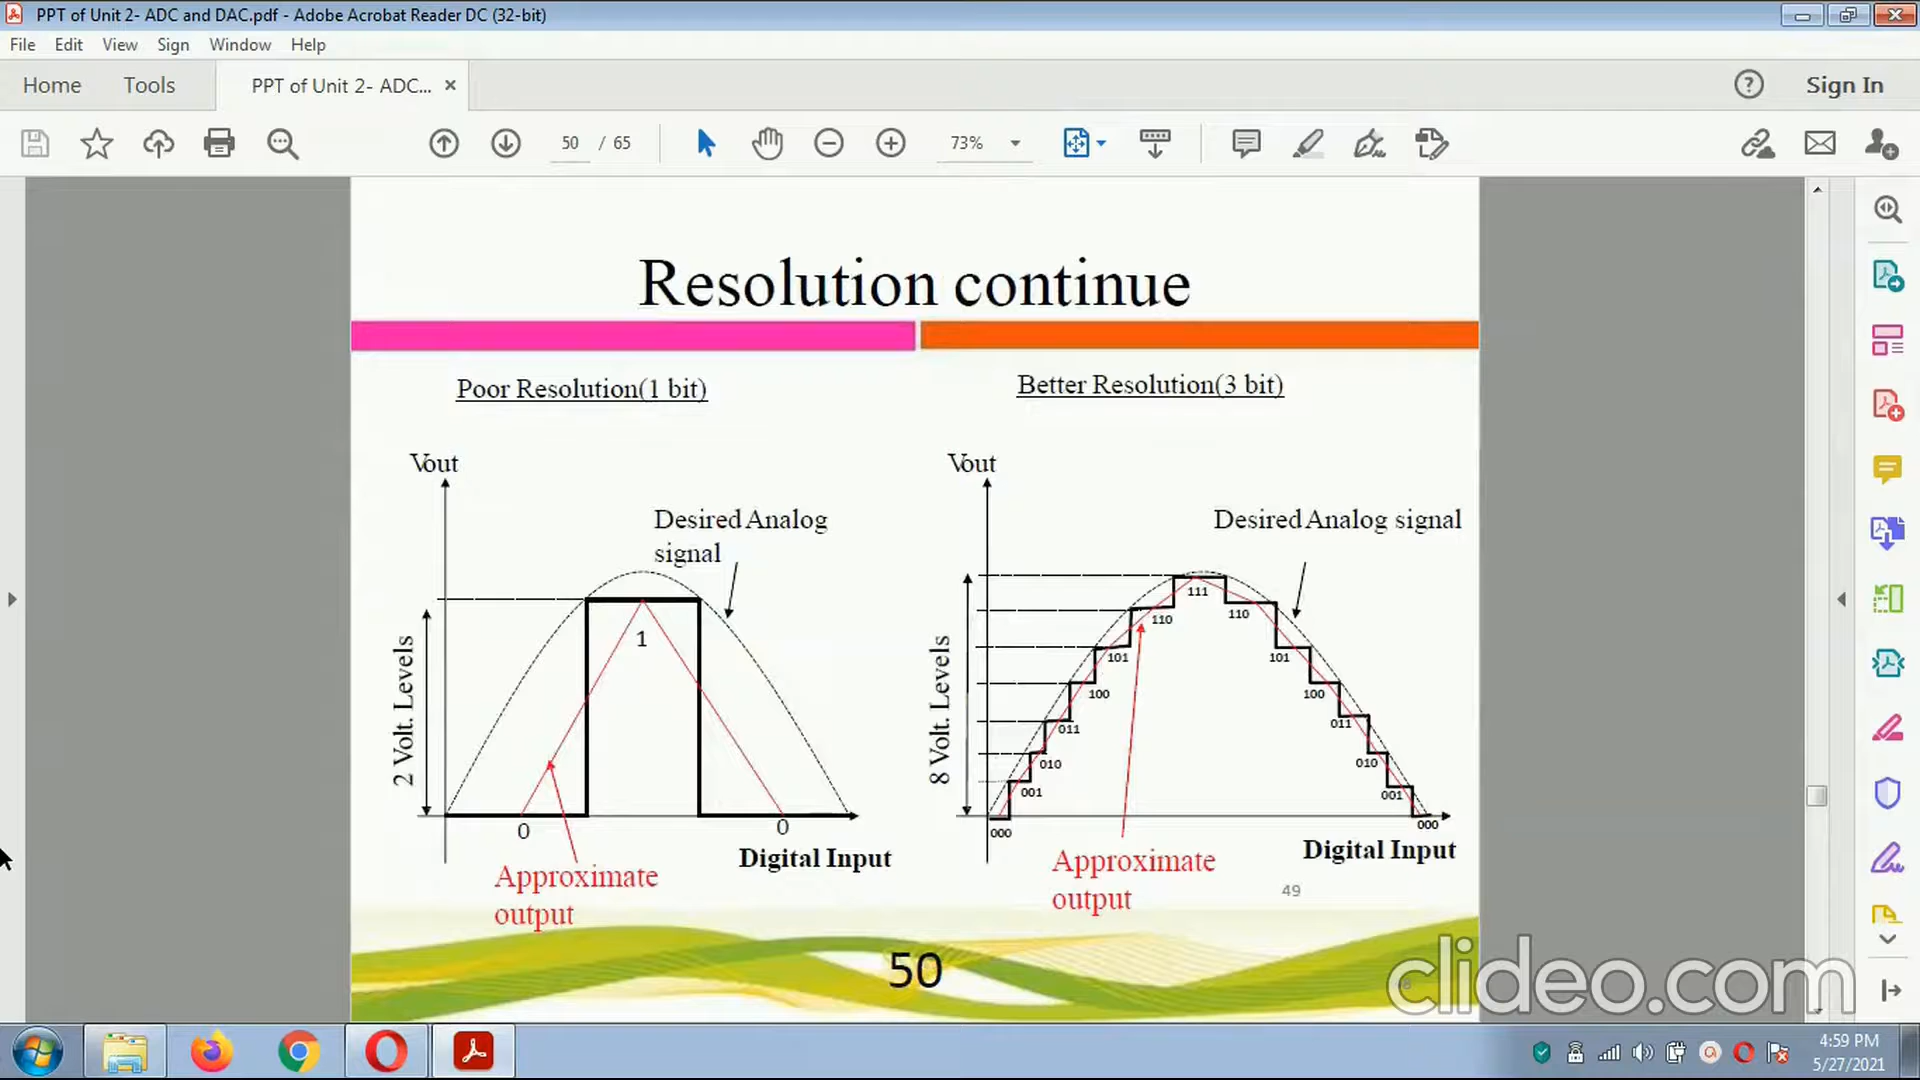 PPT of Unit 2- ADC and DAC.pdf - Adobe Acrobat Reader DC (32-bit)
File Edit View Sign Window Help
Home Tools PPT of Unit 2- ADC... × Sign In
50 / 65 73%
Resolution continue
Poor Resolution(1 bit)
Better Resolution(3 bit)
Vout
Desired Analog
signal
2 Volt. Levels
1
0
0
Digital Input
Approximate
output
Vout
Desired Analog signal
8 Volt. Levels
111
110
110
101
101
100
100
011
011
010
010
001
001
000
000
Digital Input
Approximate
output
49
50
clideo.com
4:59 PM
5/27/2021